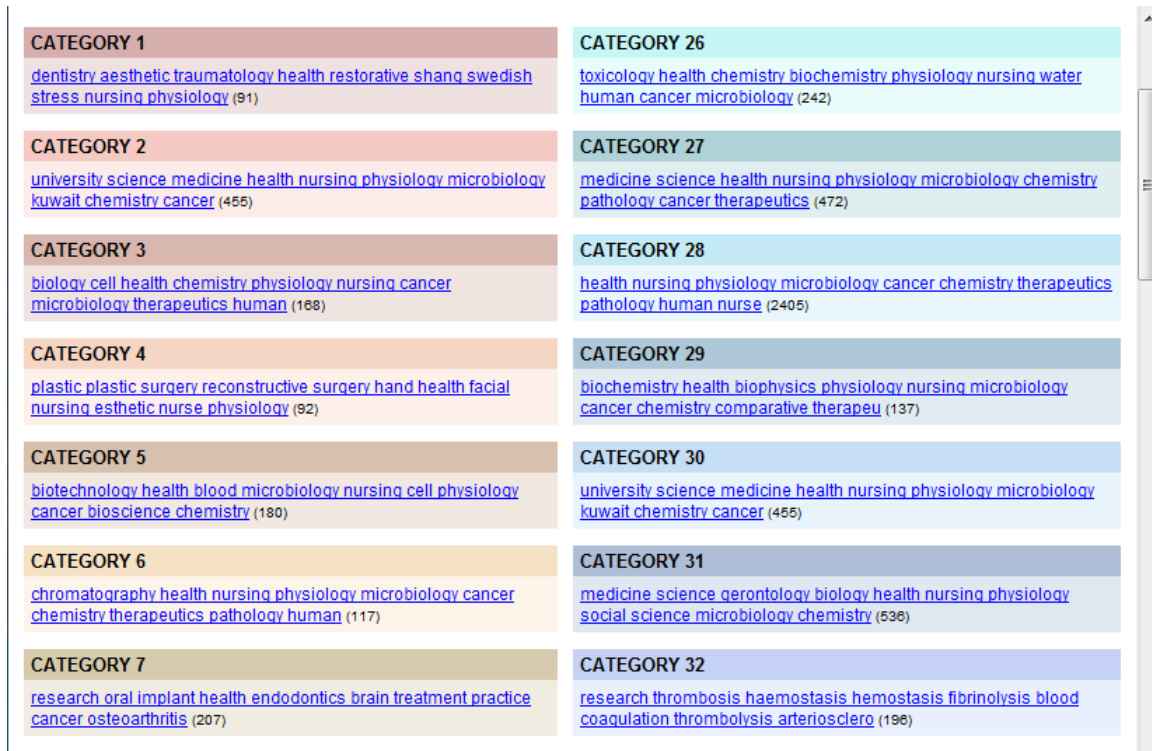 CATEGORY 1
dentistry aesthetic traumatology health restorative shang swedish
stress nursing physiology (91)
CATEGORY 2
university science medicine health nursing physiology microbiology
kuwait chemistry cancer (455)
CATEGORY 3
biology cell health chemistry physiology nursing cancer
microbiology therapeutics human (168)
CATEGORY 4
plastic plastic surgery reconstructive surgery hand health facial
nursing esthetic nurse physiology (92)
CATEGORY 5
biotechnology health blood microbiology nursing cell physiology
cancer bioscience chemistry (180)
CATEGORY 6
chromatography health nursing physiology microbiology cancer
chemistry therapeutics pathology human (117)
CATEGORY 7
research oral implant health endodontics brain treatment practice
cancer osteoarthritis (207)
CATEGORY 26
toxicology health chemistry biochemistry physiology nursing water
human cancer microbiology (242)
CATEGORY 27
medicine science health nursing physiology microbiology chemistry
pathology cancer therapeutics (472)
CATEGORY 28
health nursing physiology microbiology cancer chemistry therapeutics
pathology human nurse (2405)
CATEGORY 29
biochemistry health biophysics physiology nursing microbiology
cancer chemistry comparative therapeu (137)
CATEGORY 30
university science medicine health nursing physiology microbiology
kuwait chemistry cancer (455)
CATEGORY 31
medicine science gerontology biology health nursing physiology
social science microbiology chemistry (536)
CATEGORY 32
research thrombosis haemostasis hemostasis fibrinolysis blood
coagulation thrombolysis arteriosclero (196)